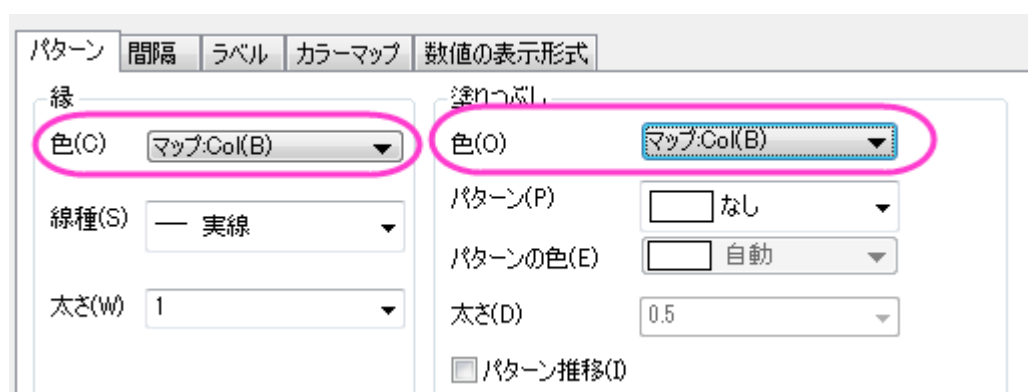 パターン 間隔 ラベル カラーマップ 数値の表示形式
縁
色(C) マップ:Col(B)
線種(S) 実線
太さ(W) 1
塗りつぶし
色(O) マップ:Col(B)
パターン(P) なし
パターンの色(E) 自動
太さ(D) 0.5
パターン推移(I)